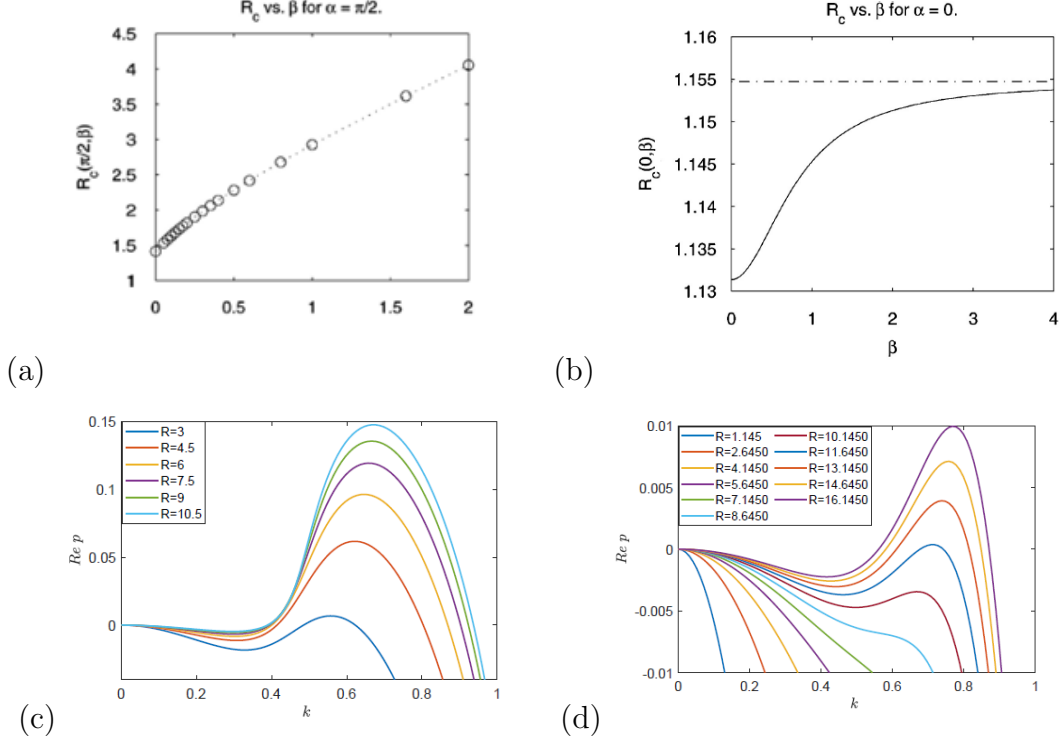 R_c vs. β for α = π/2.
4.5
4
3.5
3
2.5
2
1.5
1
R_c(π/2,β)
0
0.5
1
1.5
2
(a)
R_c vs. β for α = 0.
1.16
1.155
1.15
1.145
1.14
1.135
1.13
R_c(0,β)
0
1
2
3
4
β
(b)
0.15
0.1
0.05
0
Re p
R=3
R=4.5
R=6
R=7.5
R=9
R=10.5
0
0.2
0.4
0.6
0.8
1
k
(c)
0.01
0.005
0
-0.005
-0.01
Re p
R=1.145
R=2.6450
R=4.1450
R=5.6450
R=7.1450
R=8.6450
R=10.1450
R=11.6450
R=13.1450
R=14.6450
R=16.1450
0
0.2
0.4
0.6
0.8
1
k
(d)